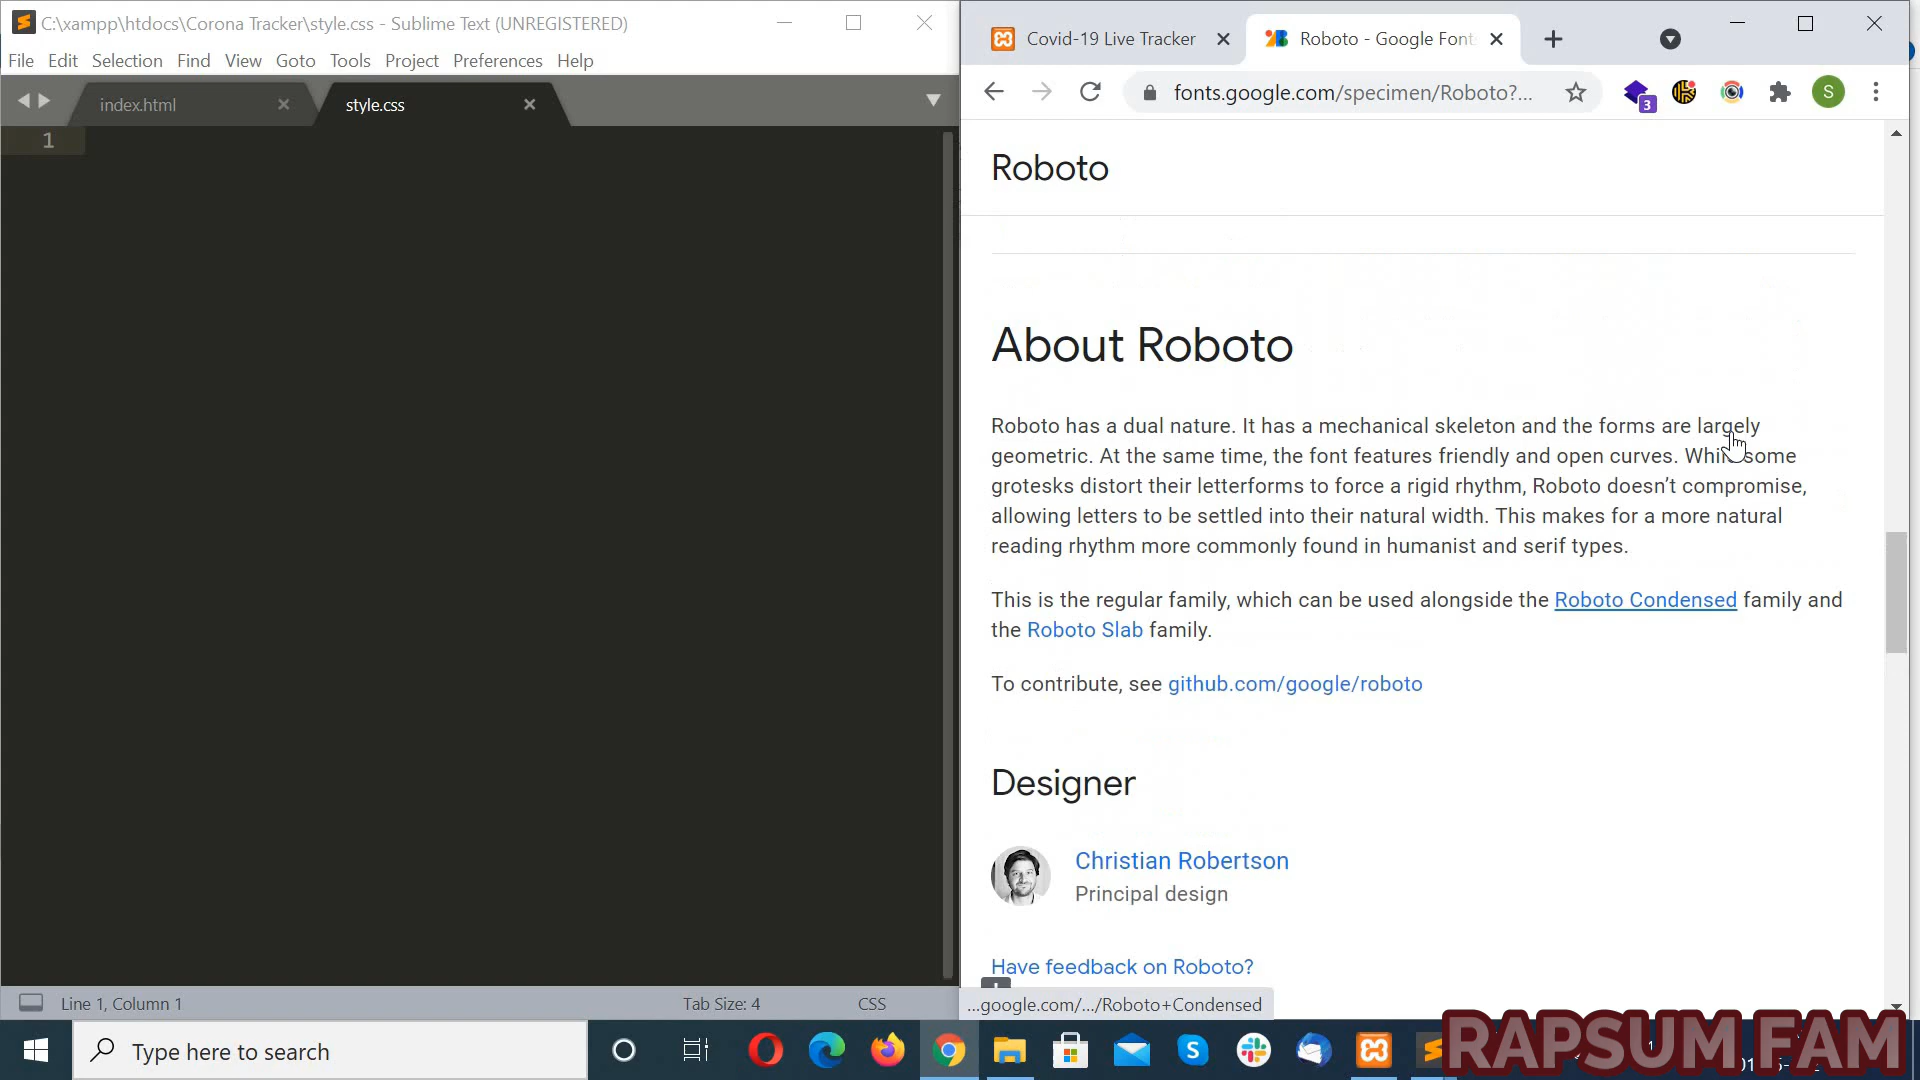 C:\xampp\htdocs\Corona Tracker\style.css - Sublime Text (UNREGISTERED)
File Edit Selection Find View Goto Tools Project Preferences Help
index.html
style.css
1
Line 1, Column 1
Tab Size: 4
CSS
Covid-19 Live Tracker
Roboto - Google Font
fonts.google.com/specimen/Roboto?...
3
S
Roboto
About Roboto
Roboto has a dual nature. It has a mechanical skeleton and the forms are largely
geometric. At the same time, the font features friendly and open curves. While some
grotesks distort their letterforms to force a rigid rhythm, Roboto doesn’t compromise,
allowing letters to be settled into their natural width. This makes for a more natural
reading rhythm more commonly found in humanist and serif types.
This is the regular family, which can be used alongside the Roboto Condensed family and
the Roboto Slab family.
To contribute, see github.com/google/roboto
Designer
Christian Robertson
Principal design
Have feedback on Roboto?
...google.com/.../Roboto+Condensed
Type here to search
RAPSUM FAM